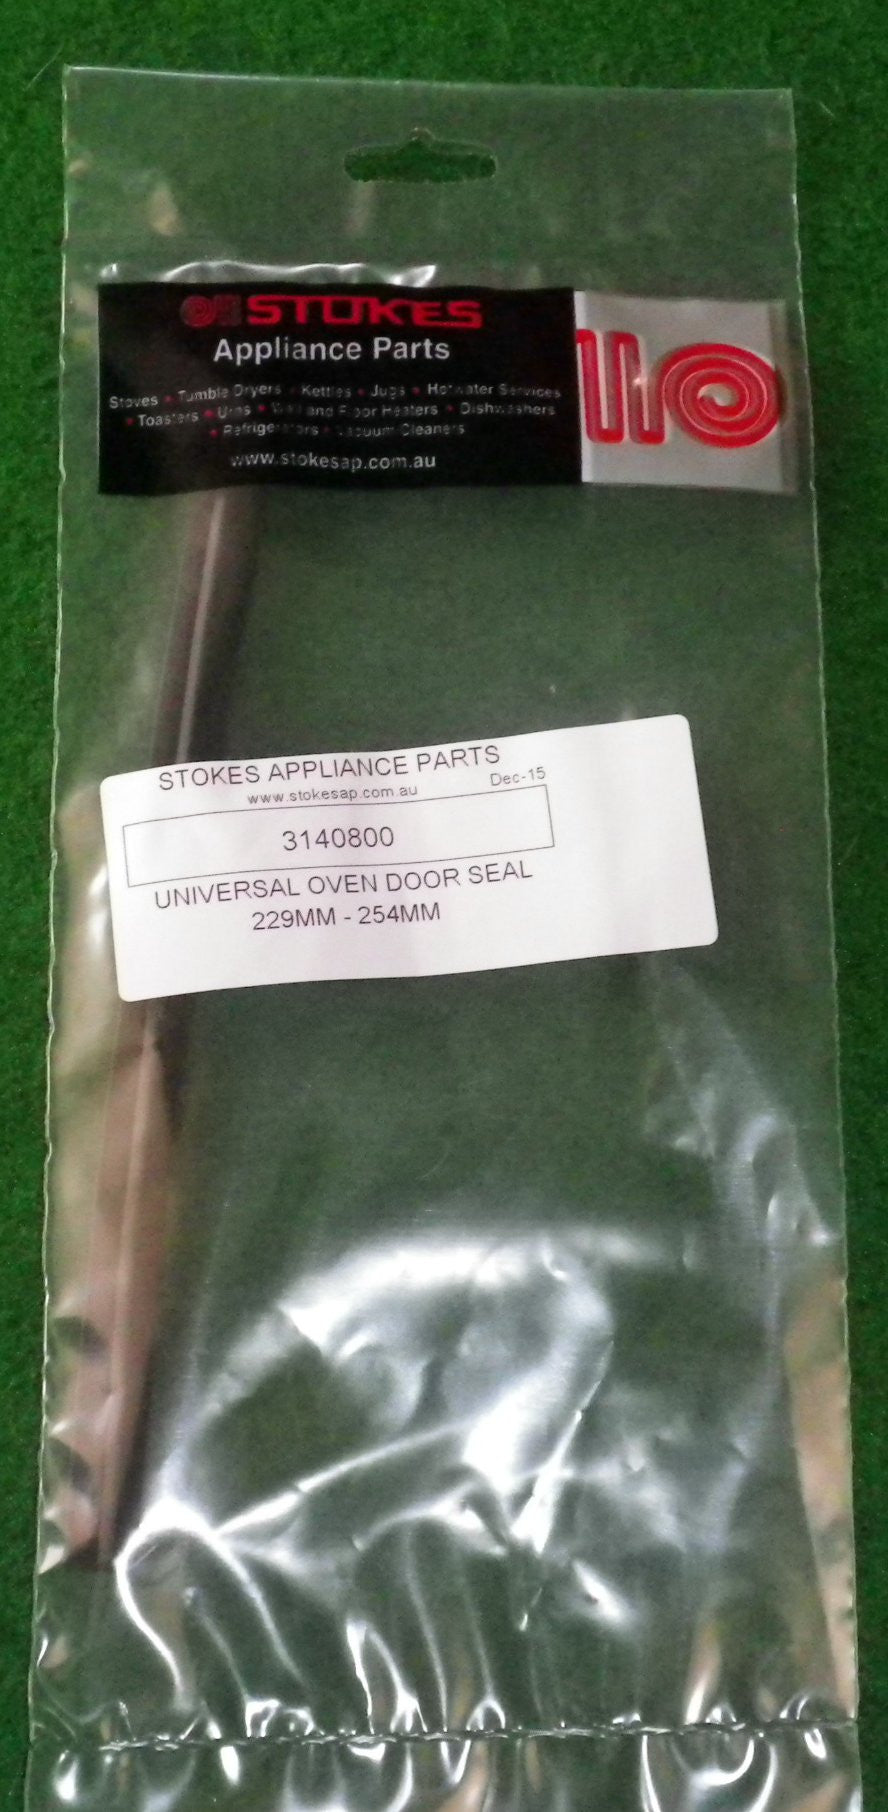 STOKES
Appliance Parts
Stoves • Tumble Dryers • Kettles • Jugs • Hotwater Services
• Toasters • Urns • Wall and Floor Heaters • Dishwashers
• Refrigerators • Vacuum Cleaners
www.stokesap.com.au
STOKES APPLIANCE PARTS
www.stokesap.com.au
Dec-15
3140800
UNIVERSAL OVEN DOOR SEAL
229MM - 254MM